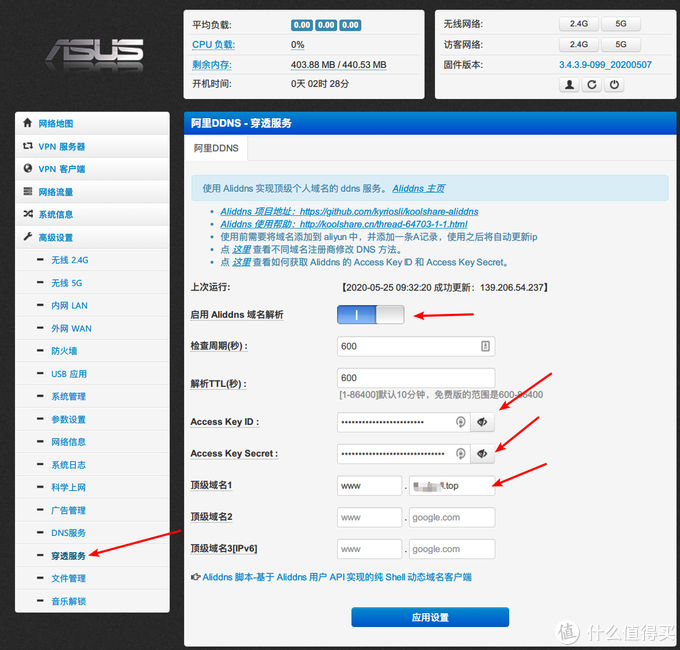 ASUS
平均负载: 0.00 0.00 0.00
CPU 负载: 0%
剩余内存: 403.88 MB / 440.53 MB
开机时间: 0天 02时 28分
无线网络: 2.4G 5G
访客网络: 2.4G 5G
固件版本: 3.4.3.9-099_20200507
网络地图
VPN 服务器
VPN 客户端
网络流量
系统信息
高级设置
无线 2.4G
无线 5G
内网 LAN
外网 WAN
防火墙
USB 应用
系统管理
参数设置
网络信息
系统日志
科学上网
广告管理
DNS服务
穿透服务
文件管理
音乐解锁
阿里DDNS - 穿透服务
阿里DDNS
使用 Aliddns 实现顶级个人域名的 ddns 服务。 Aliddns 主页
Aliddns 项目地址：https://github.com/kyriosli/koolshare-aliddns
Aliddns 使用帮助：http://koolshare.cn/thread-64703-1-1.html
使用前需要将域名添加到 aliyun 中，并添加一条A记录，使用之后将自动更新ip
点 这里 查看不同域名注册商修改 DNS 方法。
点 这里 查看如何获取 Aliddns 的 Access Key ID 和 Access Key Secret。
上次运行: 【2020-05-25 09:32:20 成功更新：139.206.54.237】
启用 Aliddns 域名解析
检查周期(秒) : 600
解析TTL(秒) : 600
[1-86400]默认10分钟，免费版的范围是600-86400
Access Key ID :
Access Key Secret :
顶级域名1 www . .top
顶级域名2 www . google.com
顶级域名3[IPv6] www . google.com
Aliddns 脚本-基于 Aliddns 用户 API 实现的纯 Shell 动态域名客户端
应用设置
值 什么值得买